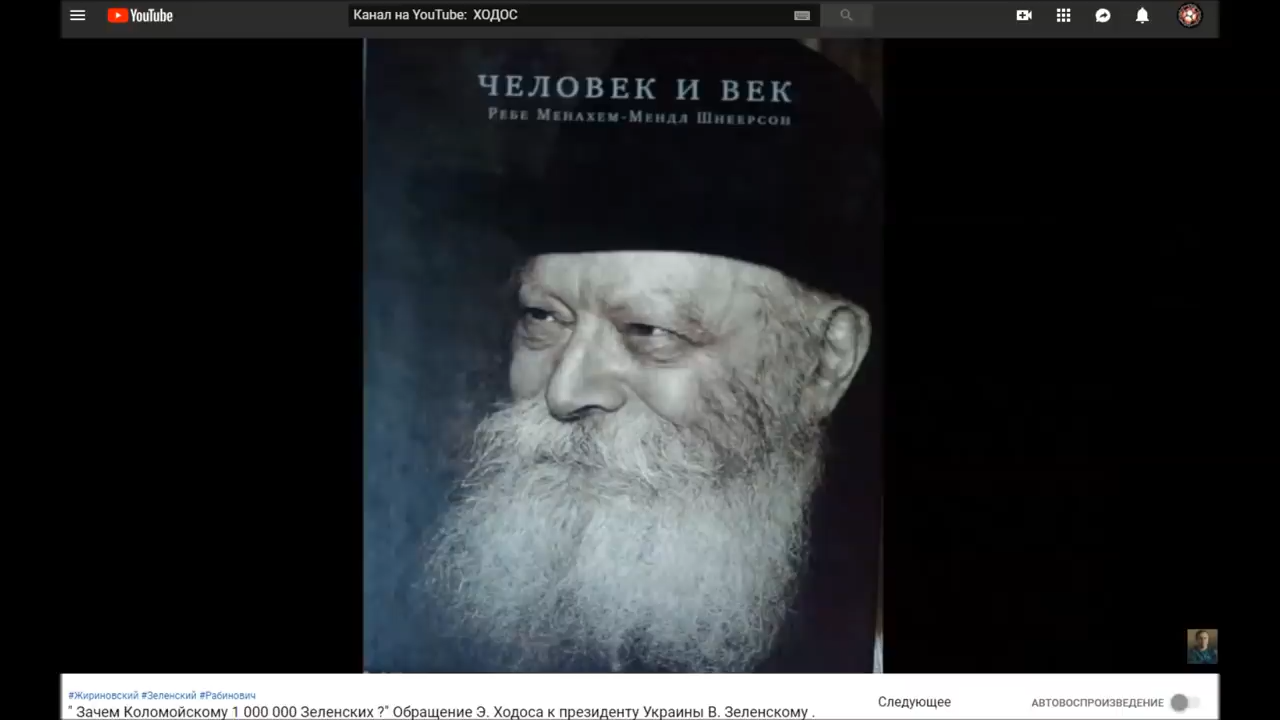 YouTube
Канал на YouTube: ХОДОС
ЧЕЛОВЕК И ВЕК
Ребе Менахем-Мендл Шнеерсон
#Жириновский #Зеленский #Рабинович
" Зачем Коломойскому 1 000 000 Зеленских ?" Обращение Э. Ходоса к президенту Украины В. Зеленскому .
Следующее
АВТОВОСПРОИЗВЕДЕНИЕ